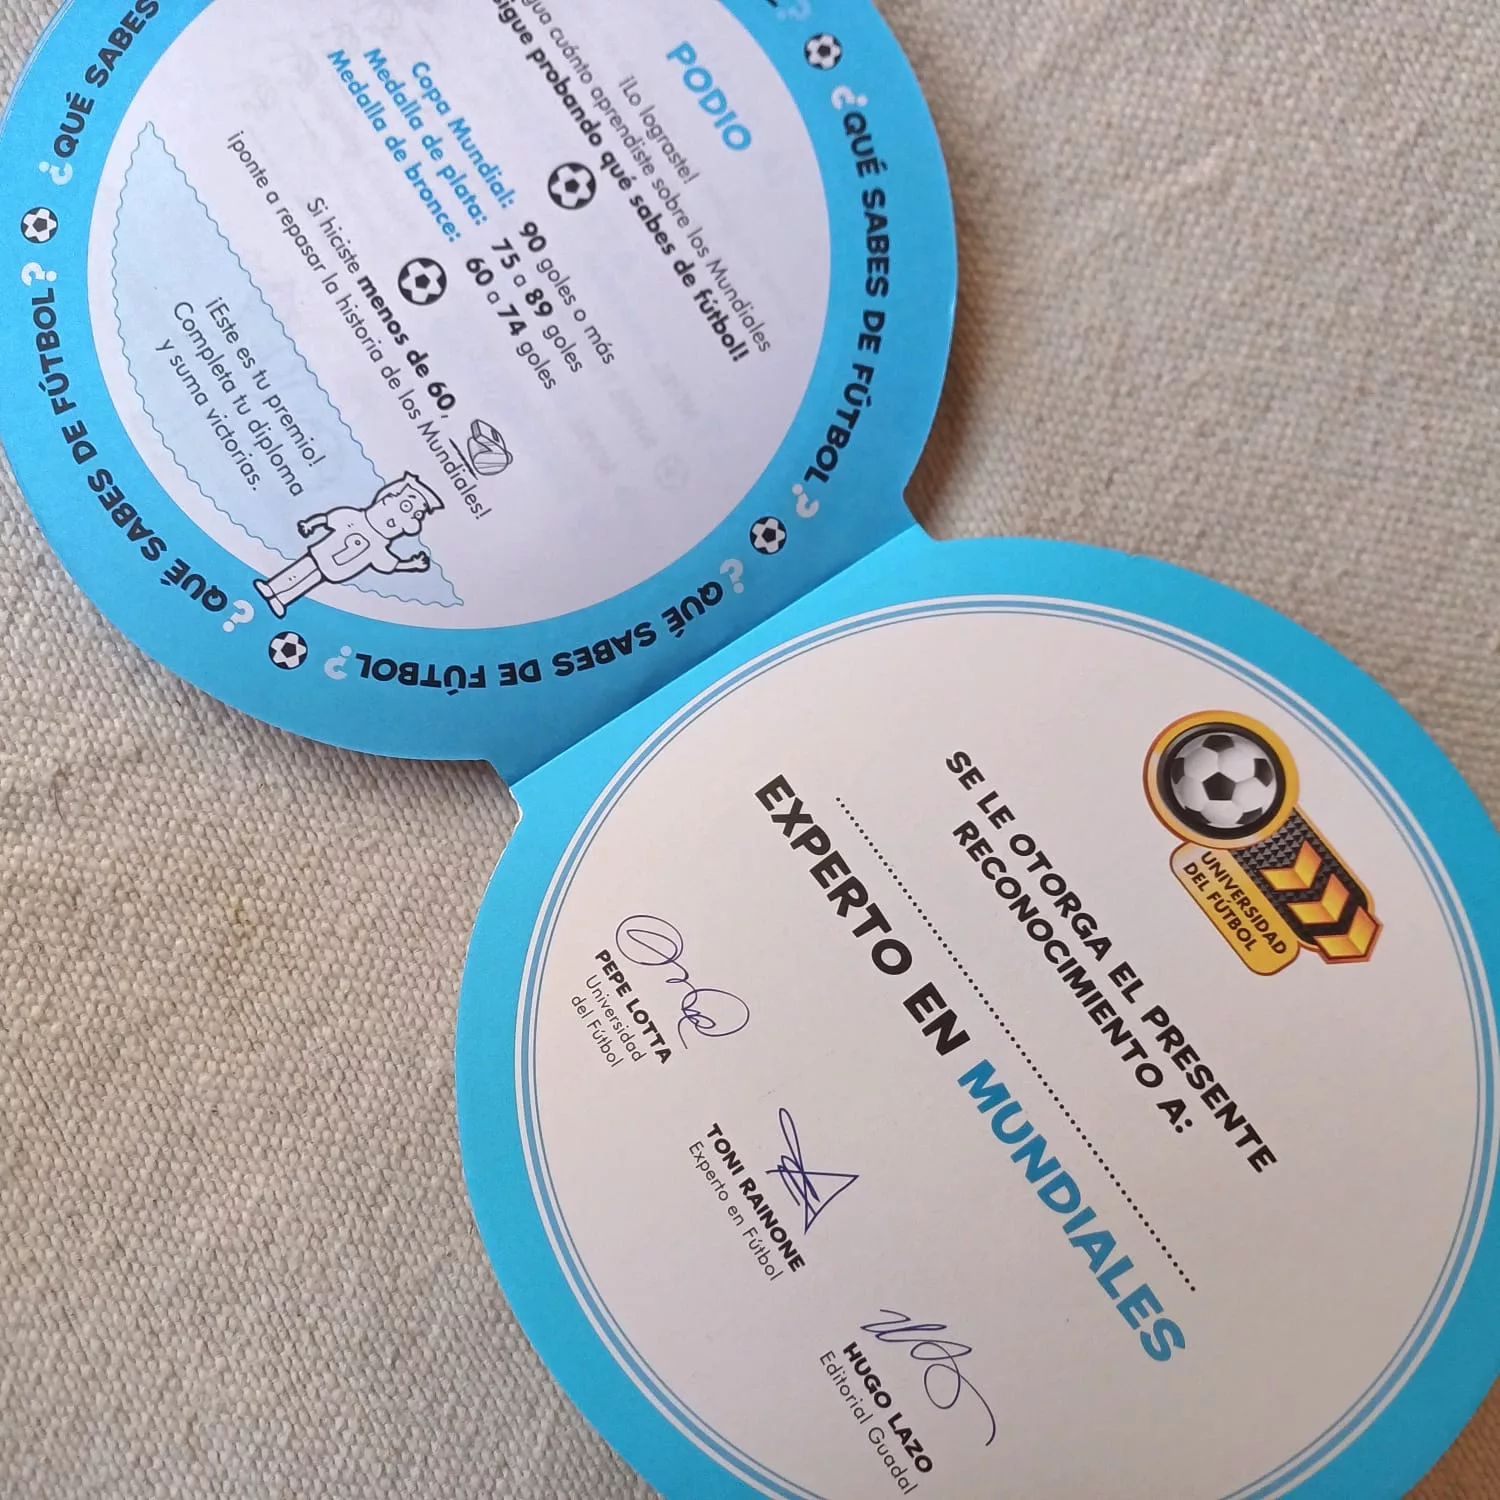 PODIO
¡Lo lograste!
cuánto aprendiste sobre los Mundiales
sigue probando qué sabes de fútbol!
Copa Mundial: 90 goles o más
Medalla de plata: 75 a 89 goles
Medalla de bronce: 60 a 74 goles
Si hiciste menos de 60,
¡ponte a repasar la historia de los Mundiales!
¡Este es tu premio!
Completa tu diploma
y suma victorias.
9
¿QUÉ SABES DE FÚTBOL?
¿QUÉ SABES DE FÚTBOL?
¿QUÉ SABES DE FÚTBOL?
¿QUÉ SABES
UNIVERSIDAD
DEL FÚTBOL
SE LE OTORGA EL PRESENTE
RECONOCIMIENTO A:
EXPERTO EN MUNDIALES
PEPE LOTTA
Universidad
del Fútbol
TONI RAINONE
Experto en Fútbol
HUGO LAZO
Editorial Guadal